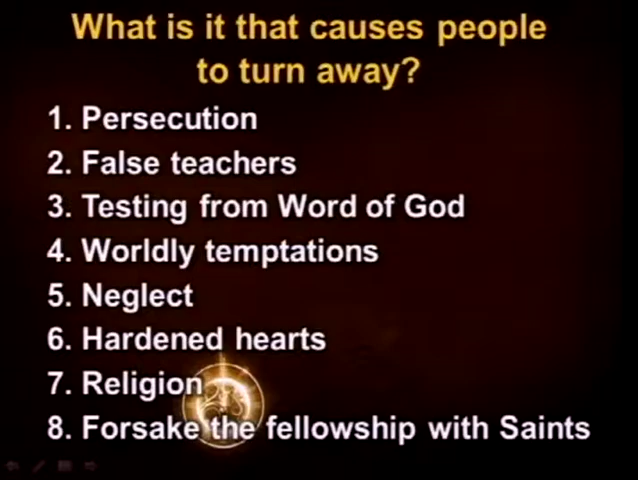 What is it that causes people
to turn away?
1. Persecution
2. False teachers
3. Testing from Word of God
4. Worldly temptations
5. Neglect
6. Hardened hearts
7. Religion
8. Forsake the fellowship with Saints